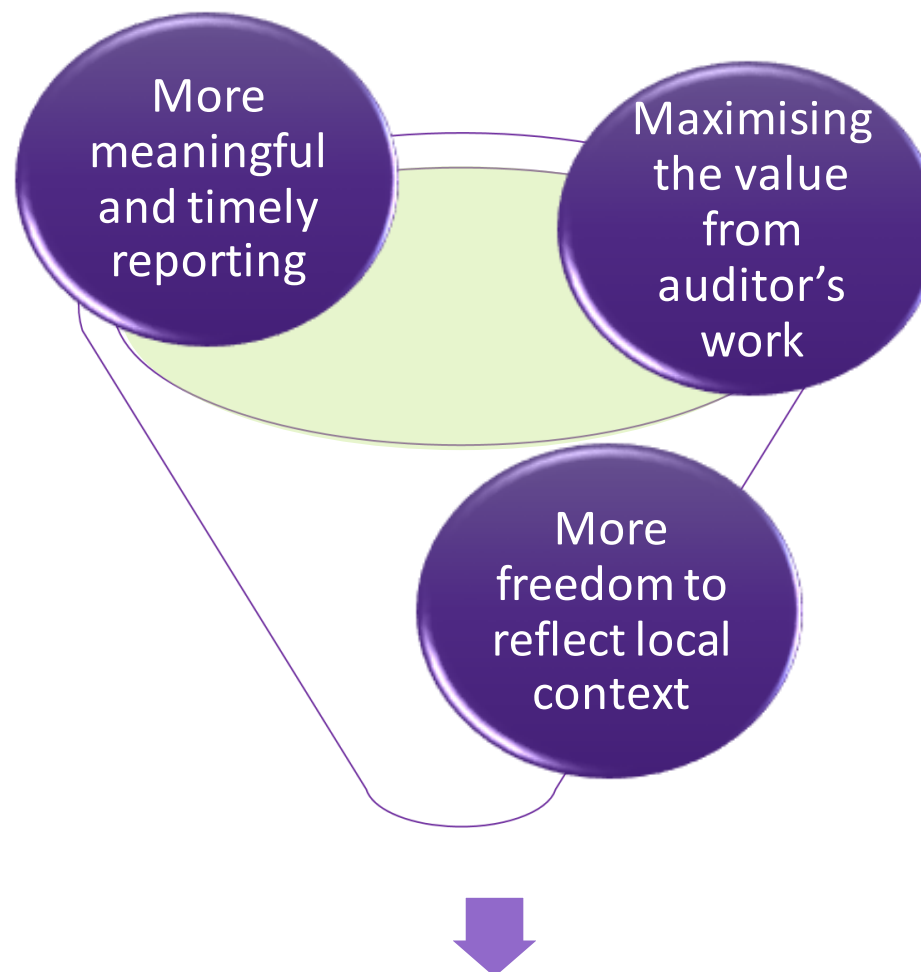 More
meaningful
and timely
reporting
Maximising
the value
from
auditor’s
work
More
freedom to
reflect local
context